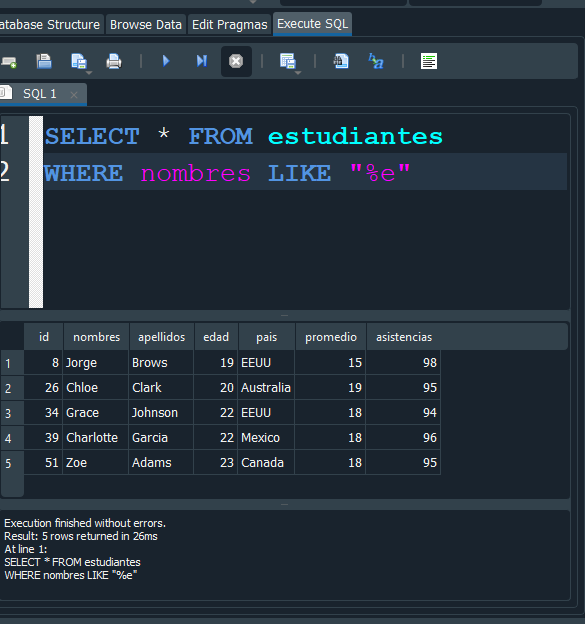 atabase Structure Browse Data Edit Pragmas Execute SQL
SQL 1
1 SELECT * FROM estudiantes
2 WHERE nombres LIKE "%e"
id nombres apellidos edad pais promedio asistencias
1 8 Jorge Brows 19 EEUU 15 98
2 26 Chloe Clark 20 Australia 19 95
3 34 Grace Johnson 22 EEUU 18 94
4 39 Charlotte Garcia 22 Mexico 18 96
5 51 Zoe Adams 23 Canada 18 95
Execution finished without errors.
Result: 5 rows returned in 26ms
At line 1:
SELECT * FROM estudiantes
WHERE nombres LIKE "%e"